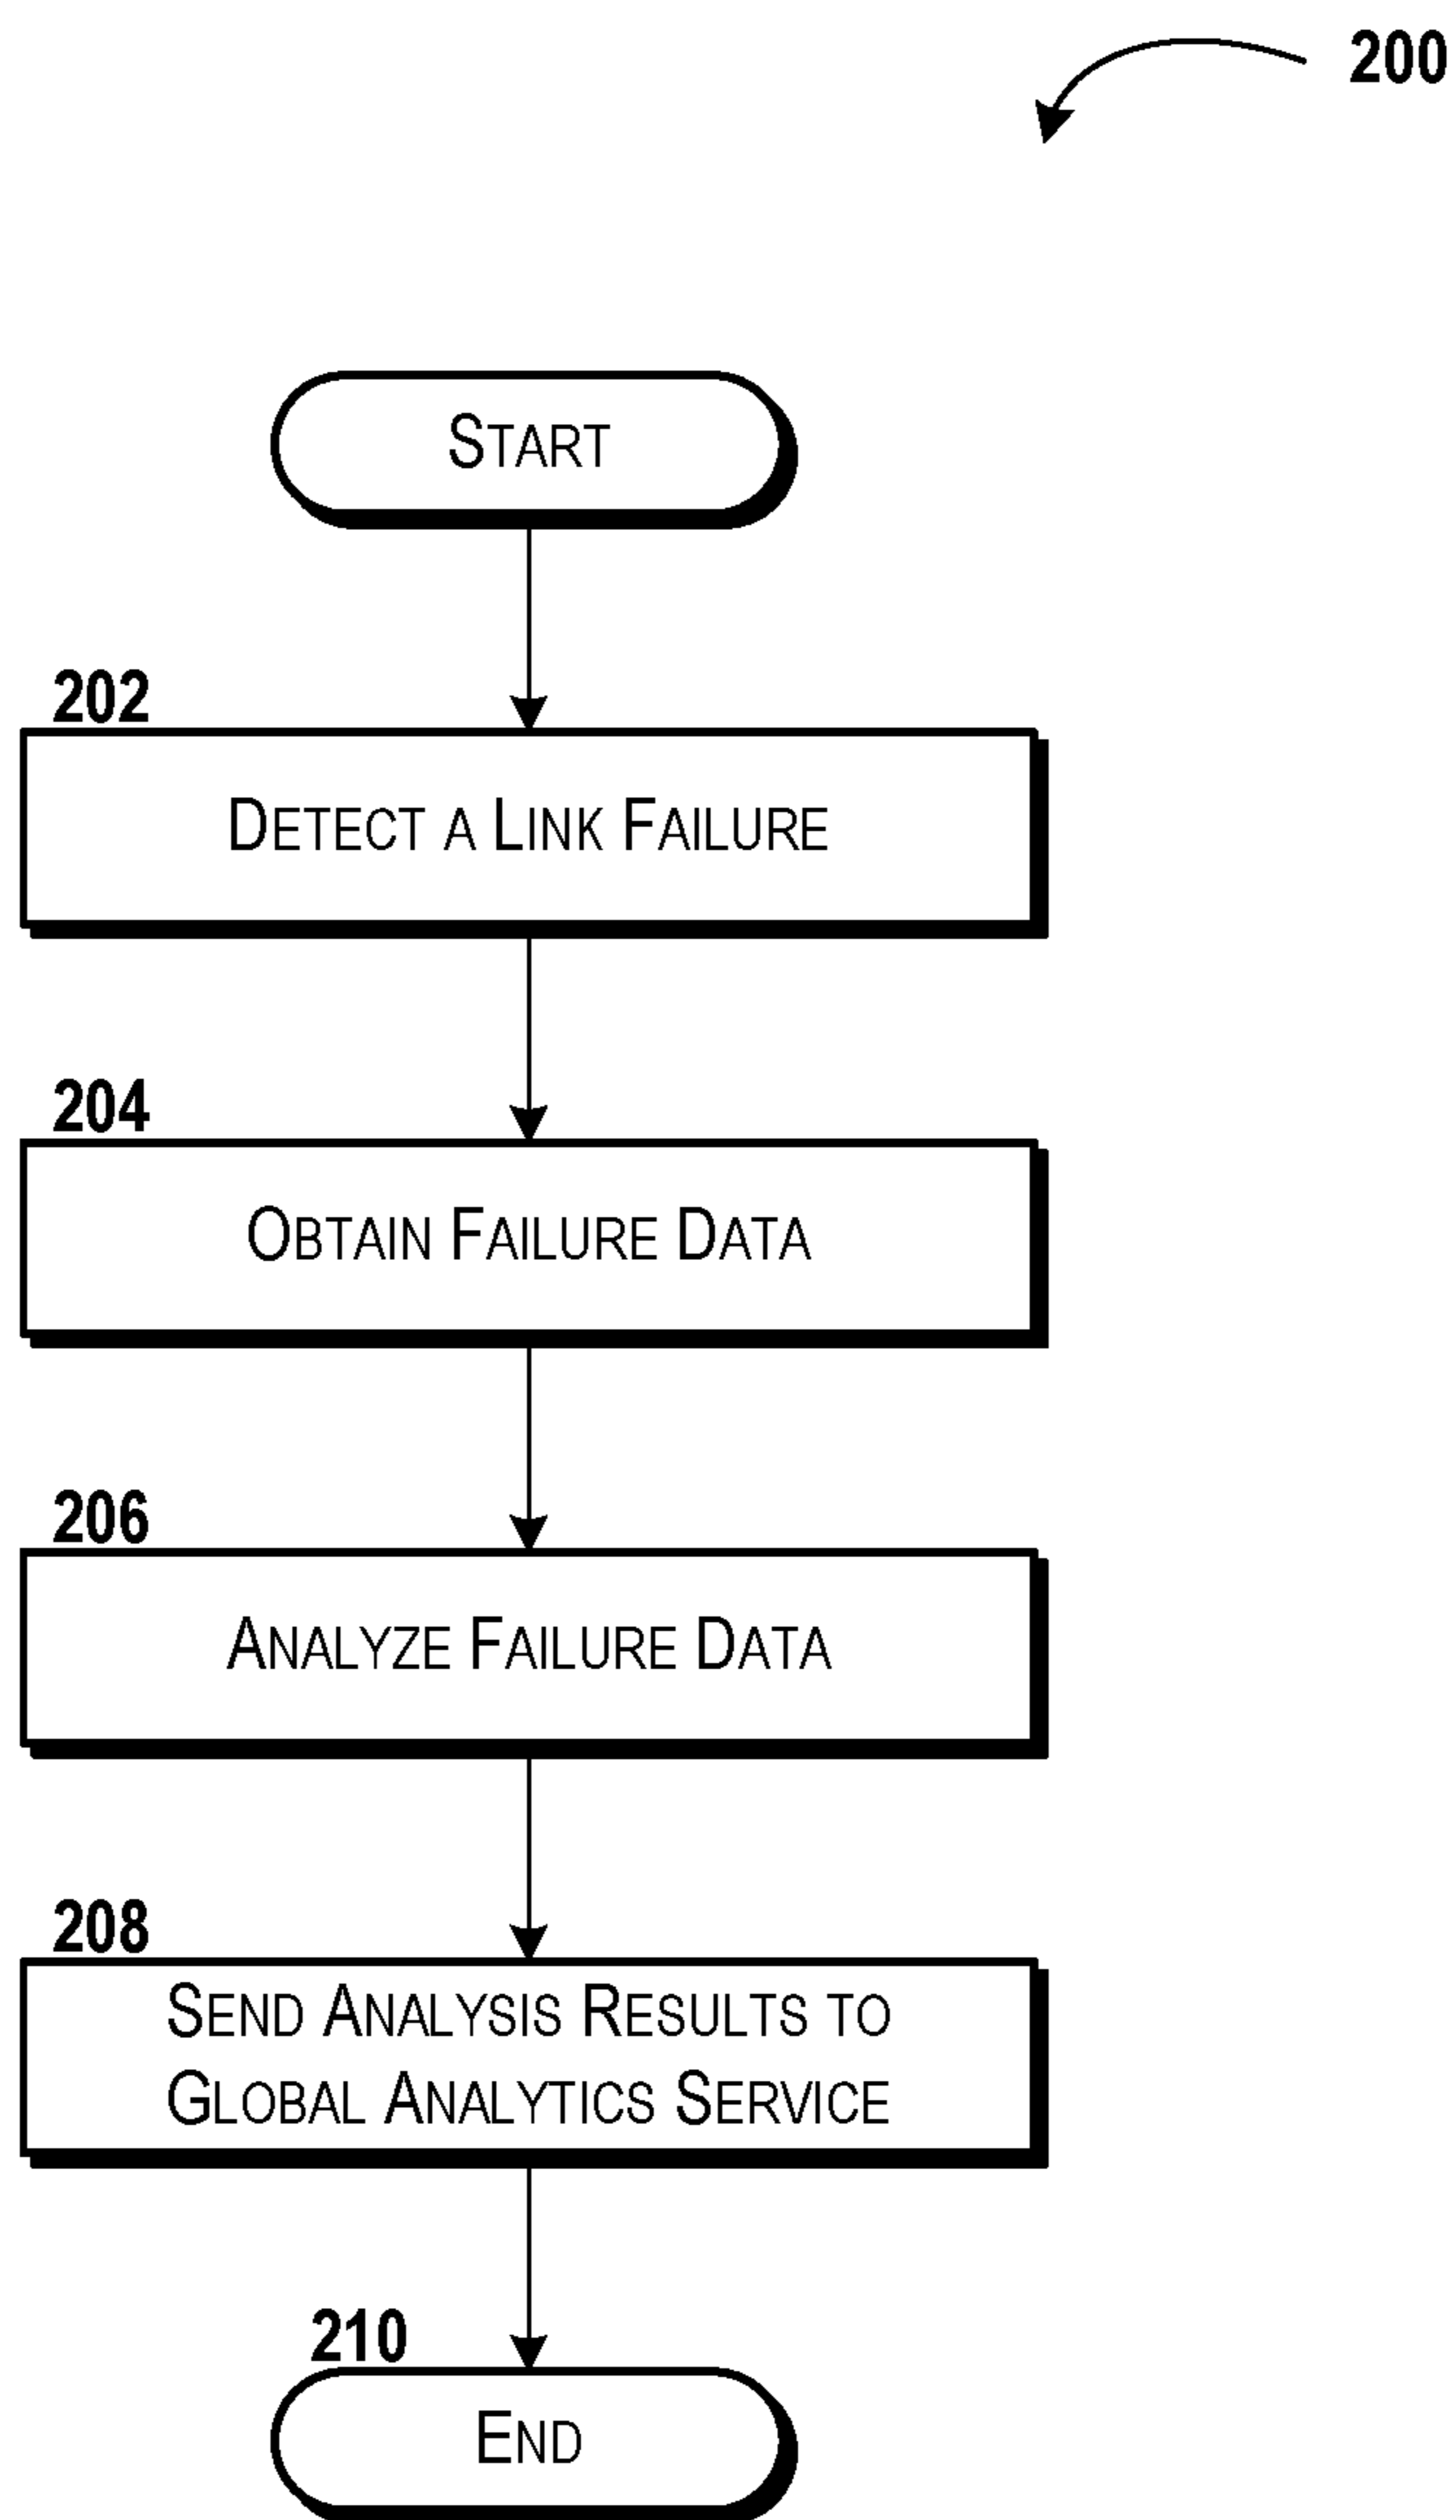 200
START
202
DETECT A LINK FAILURE
204
OBTAIN FAILURE DATA
206
ANALYZE FAILURE DATA
208
SEND ANALYSIS RESULTS TO
GLOBAL ANALYTICS SERVICE
210
END